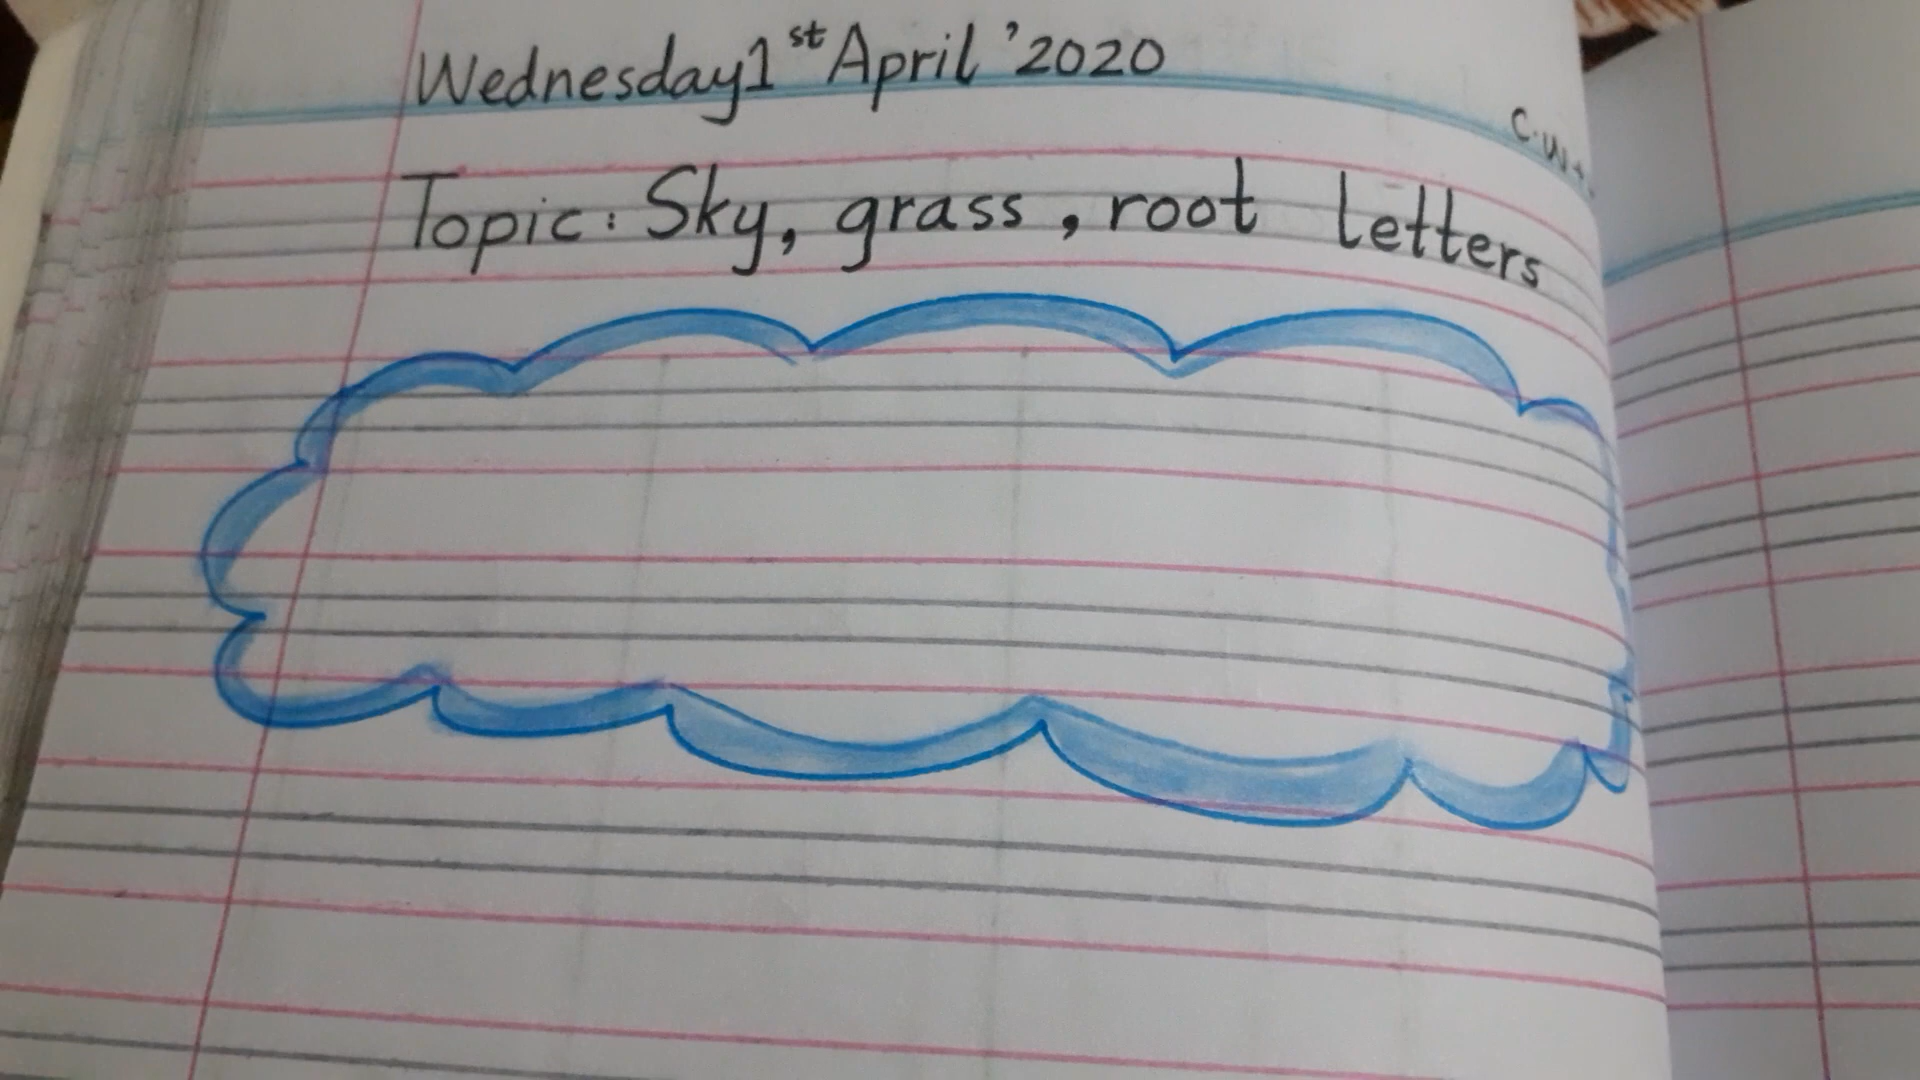 Wednesday 1st April '2020
C.W.
Topic: Sky, grass, root letters